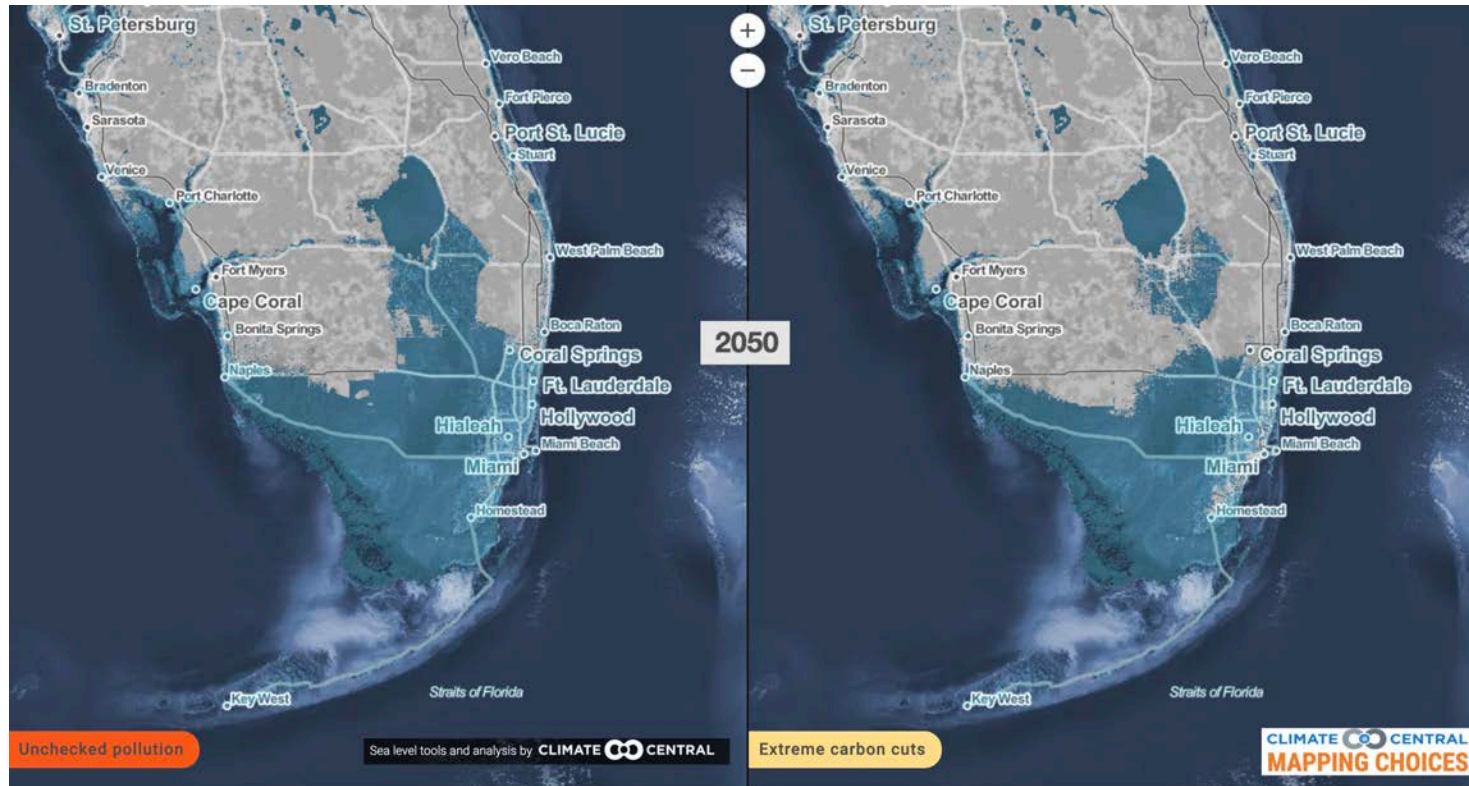 St. Petersburg
Vero Beach
Bradenton
Fort Pierce
Sarasota
Port St. Lucie
Stuart
Venice
Port Charlotte
West Palm Beach
Fort Myers
Cape Coral
Boca Raton
Bonita Springs
Coral Springs
Naples
Ft. Lauderdale
Hollywood
Hialeah
Miami Beach
Miami
Homestead
Straits of Florida
Key West
Unchecked pollution
Sea level tools and analysis by CLIMATE CENTRAL
+
−
2050
St. Petersburg
Vero Beach
Bradenton
Fort Pierce
Sarasota
Port St. Lucie
Stuart
Venice
Port Charlotte
West Palm Beach
Fort Myers
Cape Coral
Boca Raton
Bonita Springs
Coral Springs
Naples
Ft. Lauderdale
Hollywood
Hialeah
Miami Beach
Miami
Homestead
Straits of Florida
Key West
Extreme carbon cuts
CLIMATE CENTRAL
MAPPING CHOICES